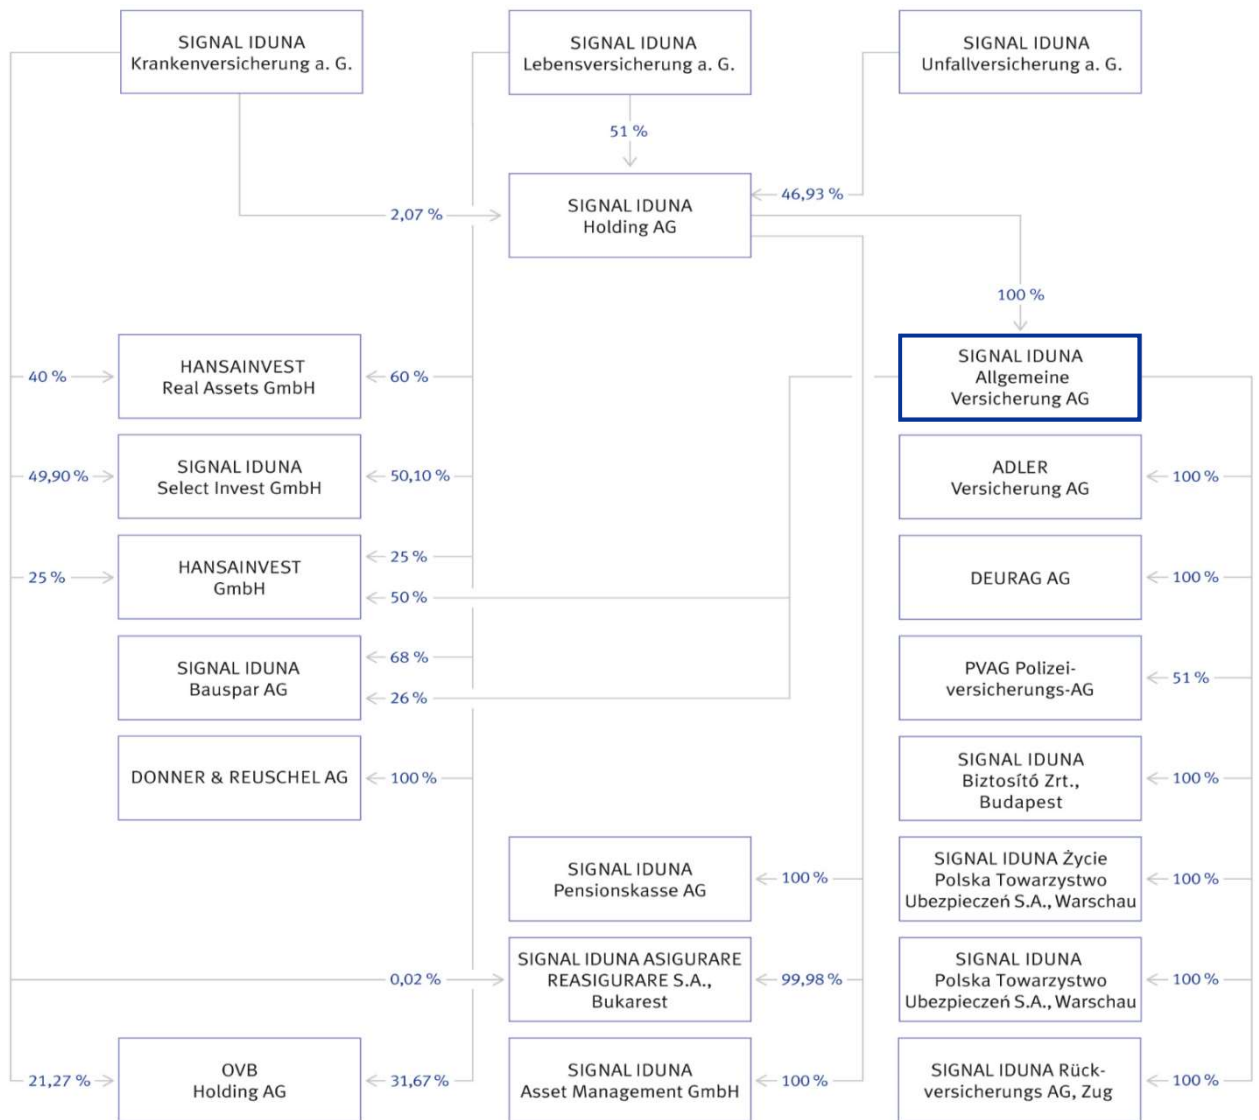 SIGNAL IDUNA
Krankenversicherung a. G.
SIGNAL IDUNA
Lebensversicherung a. G.
SIGNAL IDUNA
Unfallversicherung a. G.
51 %
SIGNAL IDUNA
Holding AG
46,93 %
2,07 %
100 %
40 %
HANSAINVEST
Real Assets GmbH
60 %
SIGNAL IDUNA
Allgemeine
Versicherung AG
49,90 %
SIGNAL IDUNA
Select Invest GmbH
50,10 %
ADLER
Versicherung AG
100 %
25 %
HANSAINVEST
GmbH
25 %
50 %
DEURAG AG
100 %
SIGNAL IDUNA
Bauspar AG
68 %
26 %
PVAG Polizei-
versicherungs-AG
51 %
DONNER & REUSCHEL AG
100 %
SIGNAL IDUNA
Biztosító Zrt.,
Budapest
100 %
SIGNAL IDUNA
Pensionskasse AG
100 %
SIGNAL IDUNA Życie
Polska Towarzystwo
Ubezpieczeń S.A., Warschau
100 %
0,02 %
SIGNAL IDUNA ASIGURARE
REASIGURARE S.A.,
Bukarest
99,98 %
SIGNAL IDUNA
Polska Towarzystwo
Ubezpieczeń S.A., Warschau
100 %
21,27 %
OVB
Holding AG
31,67 %
SIGNAL IDUNA
Asset Management GmbH
100 %
SIGNAL IDUNA Rück-
versicherungs AG, Zug
100 %